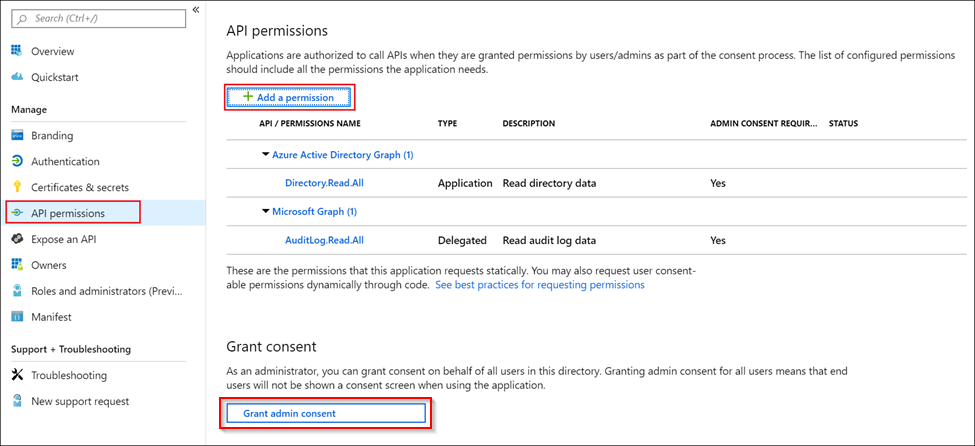 Search (Ctrl+/)
«
Overview
Quickstart
Manage
Branding
Authentication
Certificates & secrets
API permissions
Expose an API
Owners
Roles and administrators (Previ...
Manifest
Support + Troubleshooting
Troubleshooting
New support request
API permissions
Applications are authorized to call APIs when they are granted permissions by users/admins as part of the consent process. The list of configured permissions
should include all the permissions the application needs.
+ Add a permission
API / PERMISSIONS NAME TYPE DESCRIPTION ADMIN CONSENT REQUIR... STATUS
Azure Active Directory Graph (1)
Directory.Read.All Application Read directory data Yes
Microsoft Graph (1)
AuditLog.Read.All Delegated Read audit log data Yes
These are the permissions that this application requests statically. You may also request user consent-
able permissions dynamically through code. See best practices for requesting permissions
Grant consent
As an administrator, you can grant consent on behalf of all users in this directory. Granting admin consent for all users means that end
users will not be shown a consent screen when using the application.
Grant admin consent